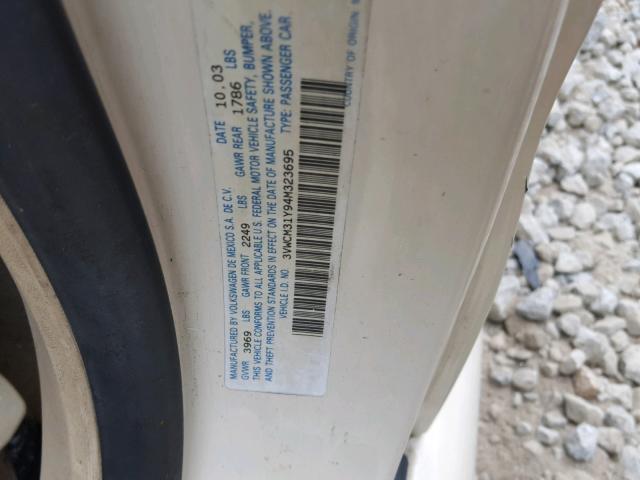 MANUFACTURED BY VOLKSWAGEN DE MEXICO S.A. DE C.V. DATE 10.03
GVWR 3969 LBS GAWR FRONT 2249 LBS GAWR REAR 1786 LBS
THIS VEHICLE CONFORMS TO ALL APPLICABLE U.S. FEDERAL MOTOR VEHICLE SAFETY, BUMPER,
AND THEFT PREVENTION STANDARDS IN EFFECT ON THE DATE OF MANUFACTURE SHOWN ABOVE.
VEHICLE I.D. NO. 3VWCM31Y94M323695 TYPE: PASSENGER CAR
COUNTRY OF ORIGIN